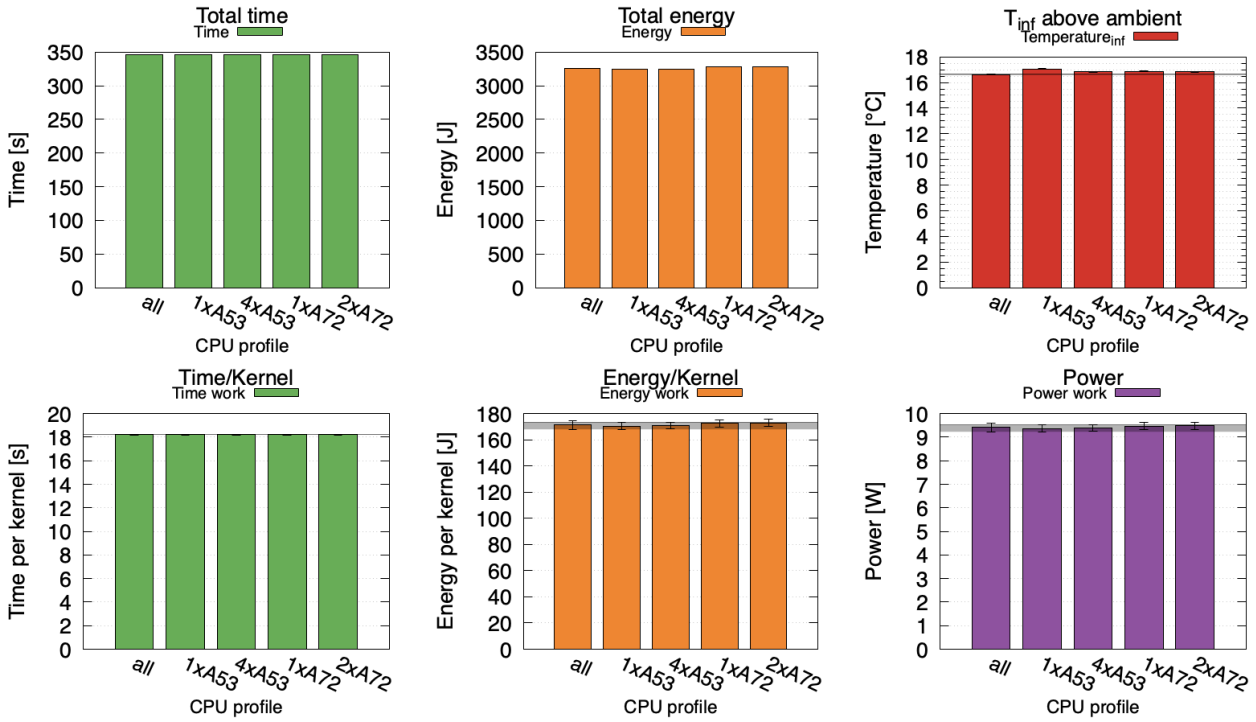 Total time
Time
350
300
250
200
150
100
50
0
Time [s]
all
1xA53
4xA53
1xA72
2xA72
CPU profile
Total energy
Energy
3500
3000
2500
2000
1500
1000
500
0
Energy [J]
all
1xA53
4xA53
1xA72
2xA72
CPU profile
Tinf above ambient
Temperatureinf
18
16
14
12
10
8
6
4
2
0
Temperature [°C]
all
1xA53
4xA53
1xA72
2xA72
CPU profile
Time/Kernel
Time work
20
18
16
14
12
10
8
6
4
2
0
Time per kernel [s]
all
1xA53
4xA53
1xA72
2xA72
CPU profile
Energy/Kernel
Energy work
180
160
140
120
100
80
60
40
20
0
Energy per kernel [J]
all
1xA53
4xA53
1xA72
2xA72
CPU profile
Power
Power work
10
9
8
7
6
5
4
3
2
1
0
Power [W]
all
1xA53
4xA53
1xA72
2xA72
CPU profile